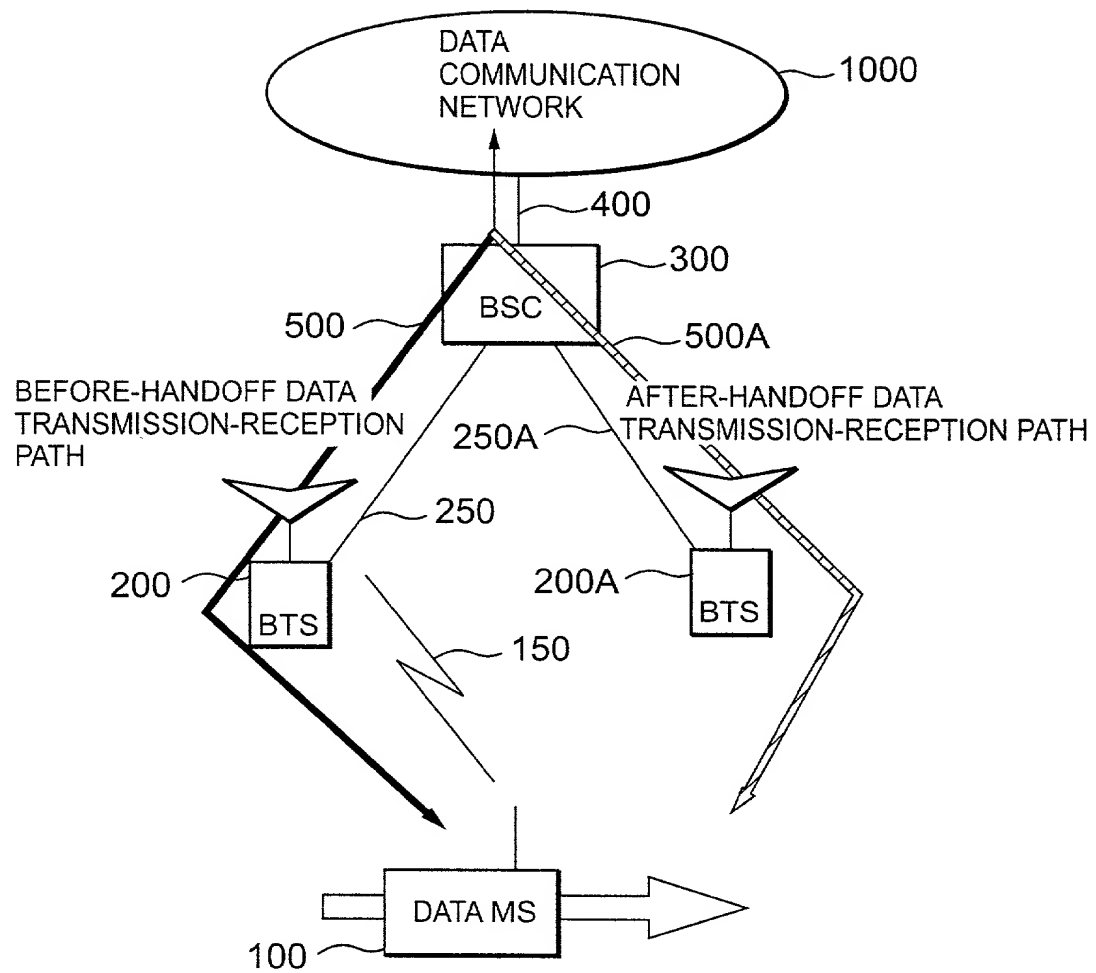 DATA
COMMUNICATION
NETWORK
1000
400
300
BSC
500
500A
BEFORE-HANDOFF DATA
TRANSMISSION-RECEPTION
PATH
AFTER-HANDOFF DATA
TRANSMISSION-RECEPTION PATH
250A
250
200
BTS
200A
BTS
150
DATA MS
100